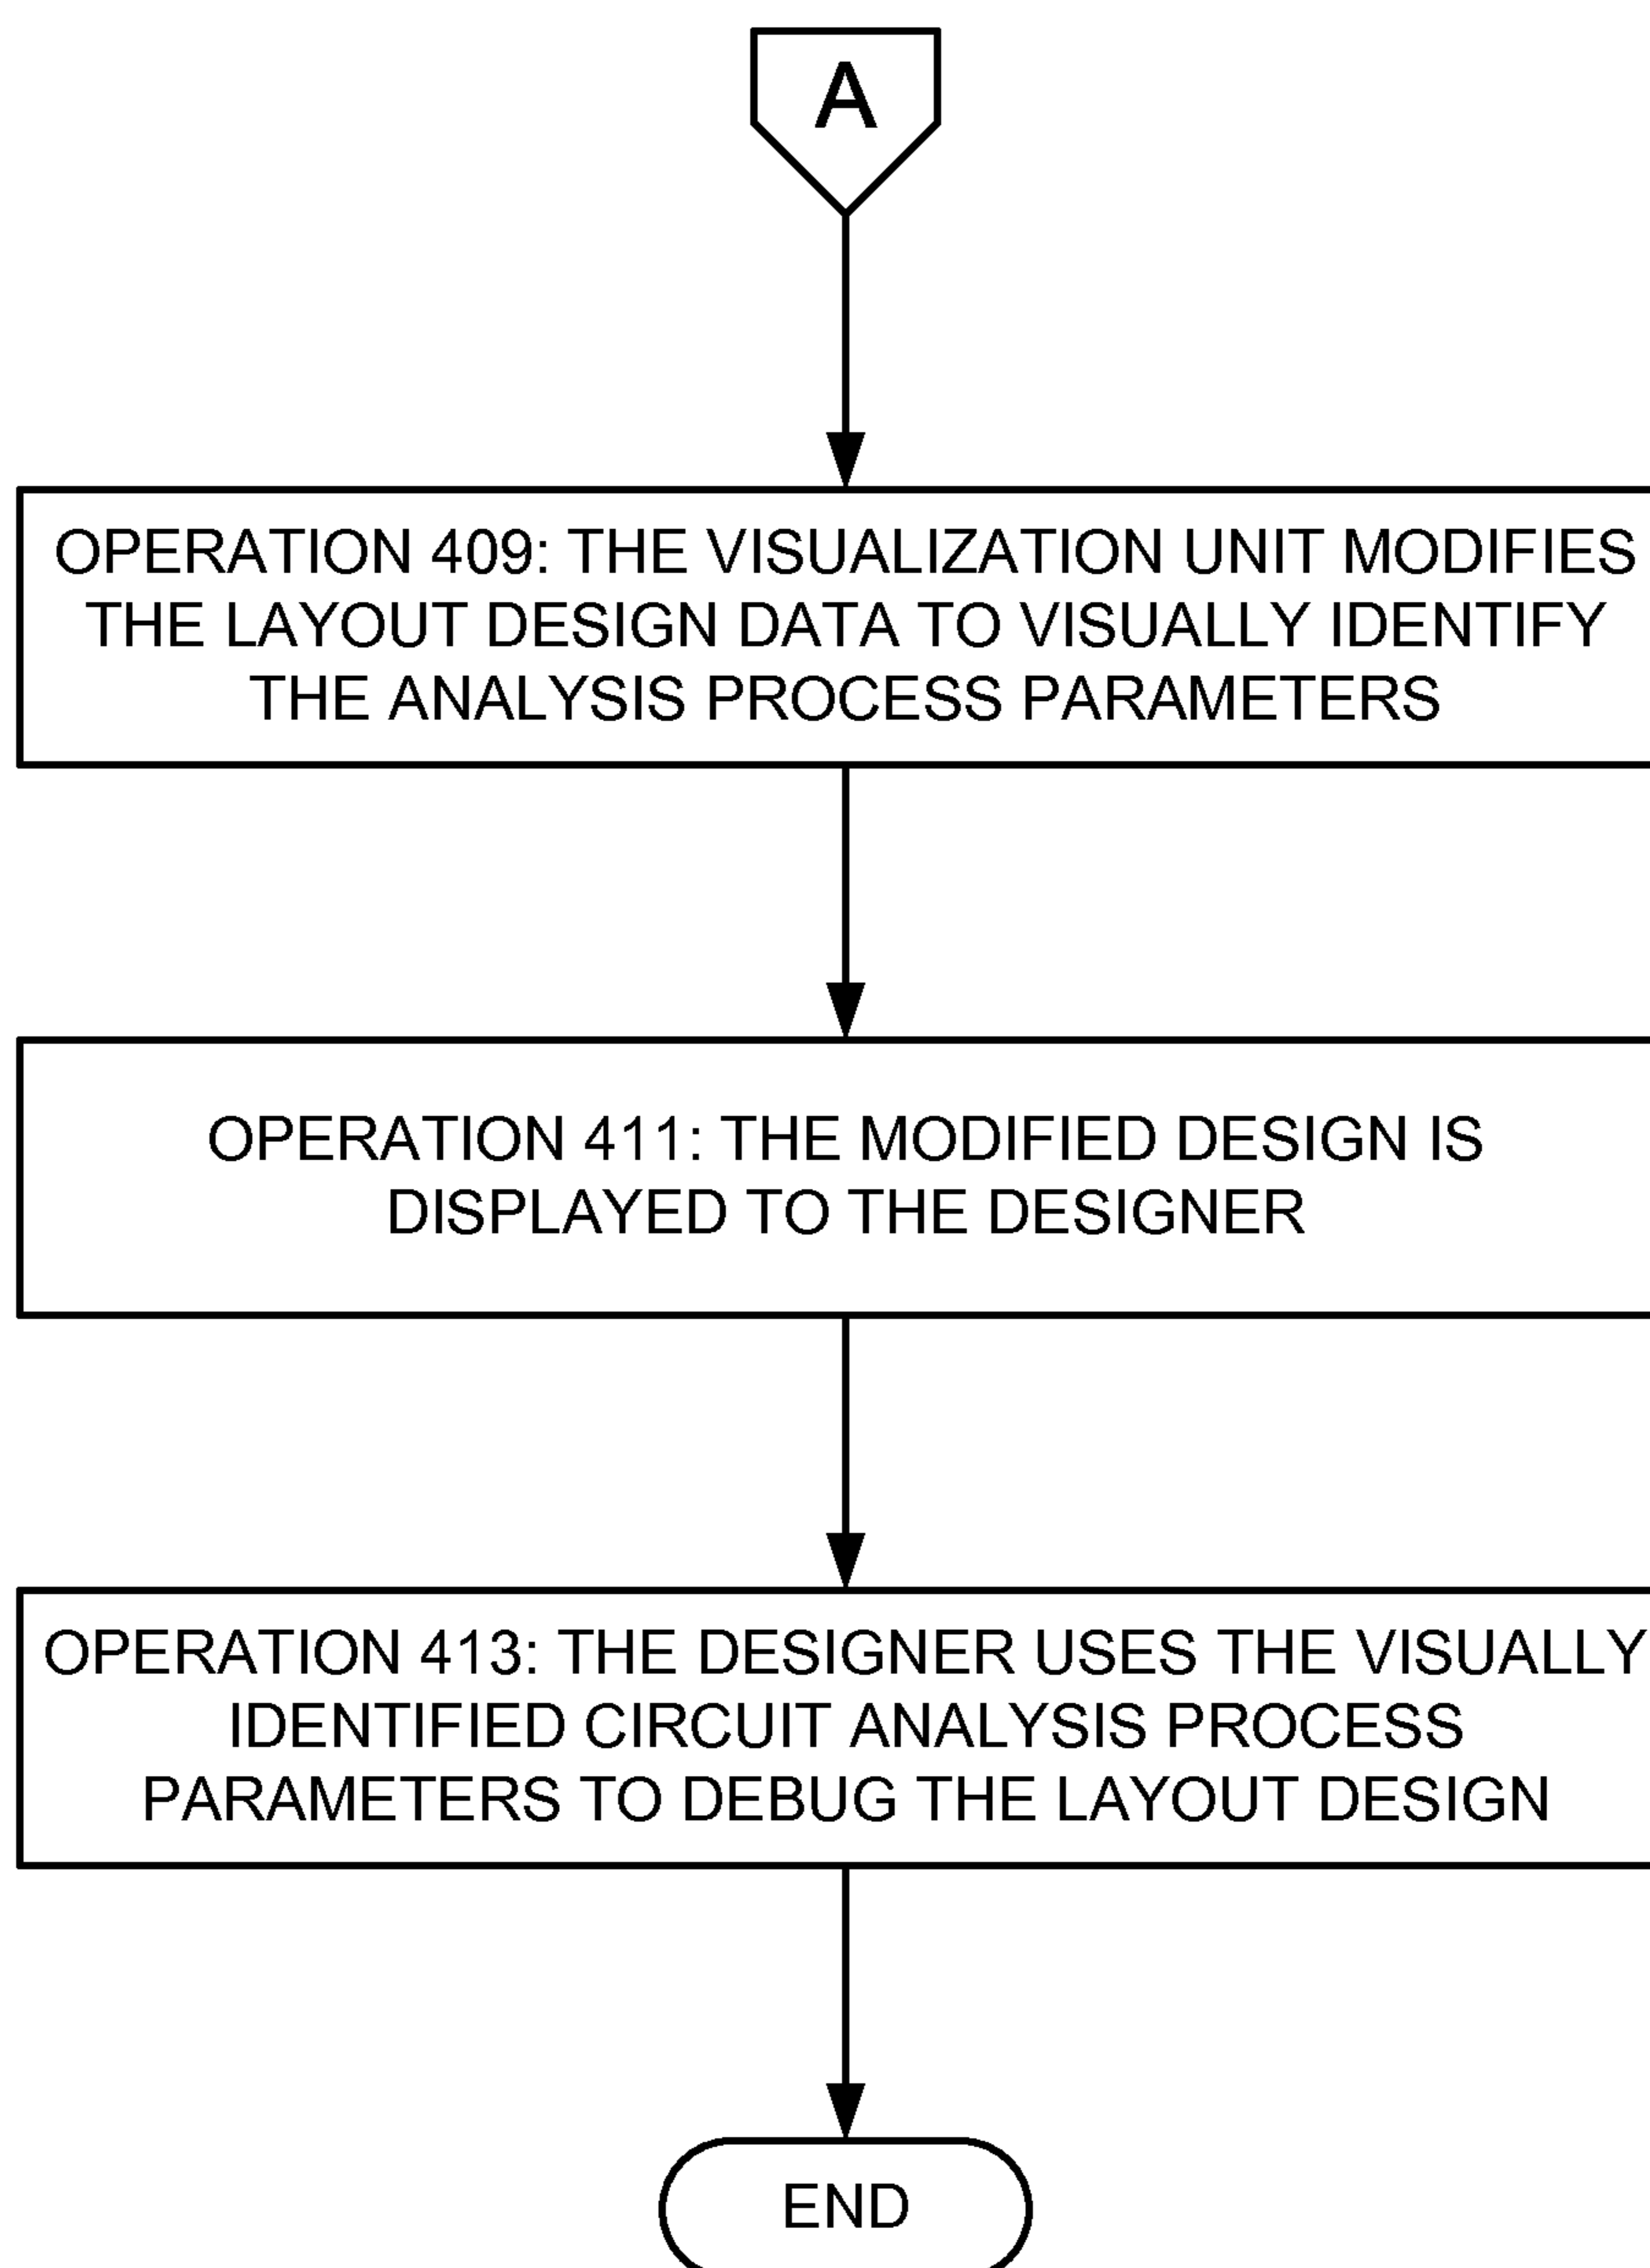 A
OPERATION 409: THE VISUALIZATION UNIT MODIFIES
THE LAYOUT DESIGN DATA TO VISUALLY IDENTIFY
THE ANALYSIS PROCESS PARAMETERS
OPERATION 411: THE MODIFIED DESIGN IS
DISPLAYED TO THE DESIGNER
OPERATION 413: THE DESIGNER USES THE VISUALLY
IDENTIFIED CIRCUIT ANALYSIS PROCESS
PARAMETERS TO DEBUG THE LAYOUT DESIGN
END